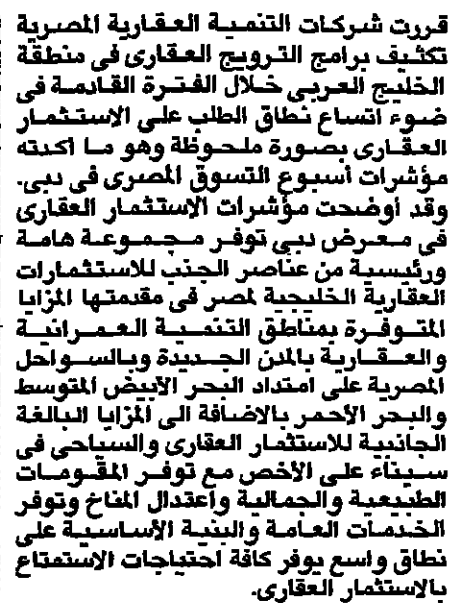 قررت شركات التنمية العقارية المصرية
تكثيف برامج الترويج العقارى فى منطقة
الخليج العربى خلال الفترة القادمة فى
ضوء اتساع نطاق الطلب على الاستثمار
العقارى بصورة ملحوظة وهو ما أكدته
مؤشرات أسبوع التسوق المصرى فى دبى.
وقد أوضحت مؤشرات الاستثمار العقارى
فى معرض دبى توفر مجموعة هامة
ورئيسية من عناصر الجنب للاستثمارات
العقارية الخليجية لمصر فى مقدمتها المزايا
المتوفرة بمناطق التنمية العمرانية
والعقارية بالمدن الجديدة وبالسواحل
المصرية على امتداد البحر الأبيض المتوسط
والبحر الأحمر بالاضافة الى المزايا البالغة
الجانبية للاستثمار العقارى والسياحى فى
سيناء على الأخص مع توفر المقومات
الطبيعية والجمالية وأعتدال المناخ وتوفر
الخدمات العامة والبنية الأساسية على
نطاق واسع يوفر كافة احتياجات الاستمتاع
بالاستثمار العقارى.